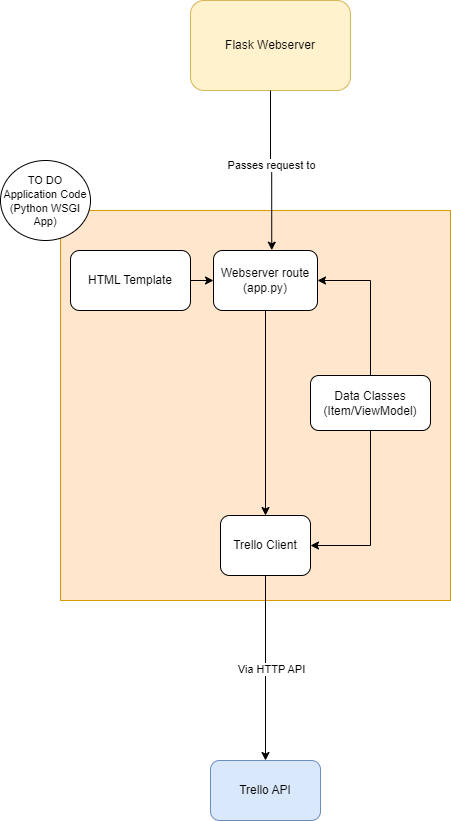 Flask Webserver
Passes request to
TO DO
Application Code
(Python WSGI
App)
HTML Template
Webserver route
(app.py)
Data Classes
(Item/ViewModel)
Trello Client
Via HTTP API
Trello API